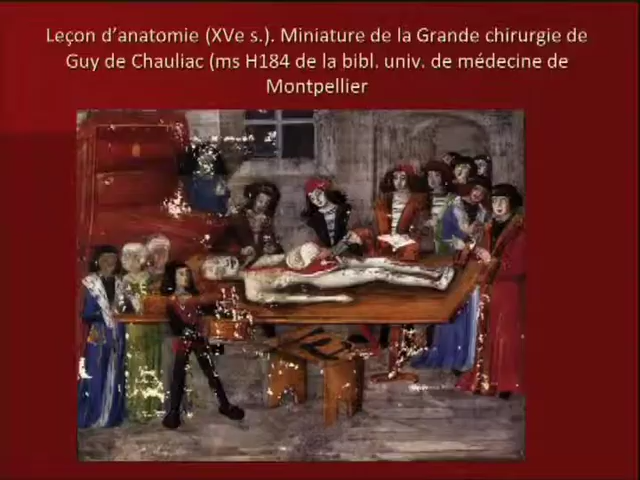 Leçon d'anatomie (XVe s.). Miniature de la Grande chirurgie de
Guy de Chauliac (ms H184 de la bibl. univ. de médecine de
Montpellier